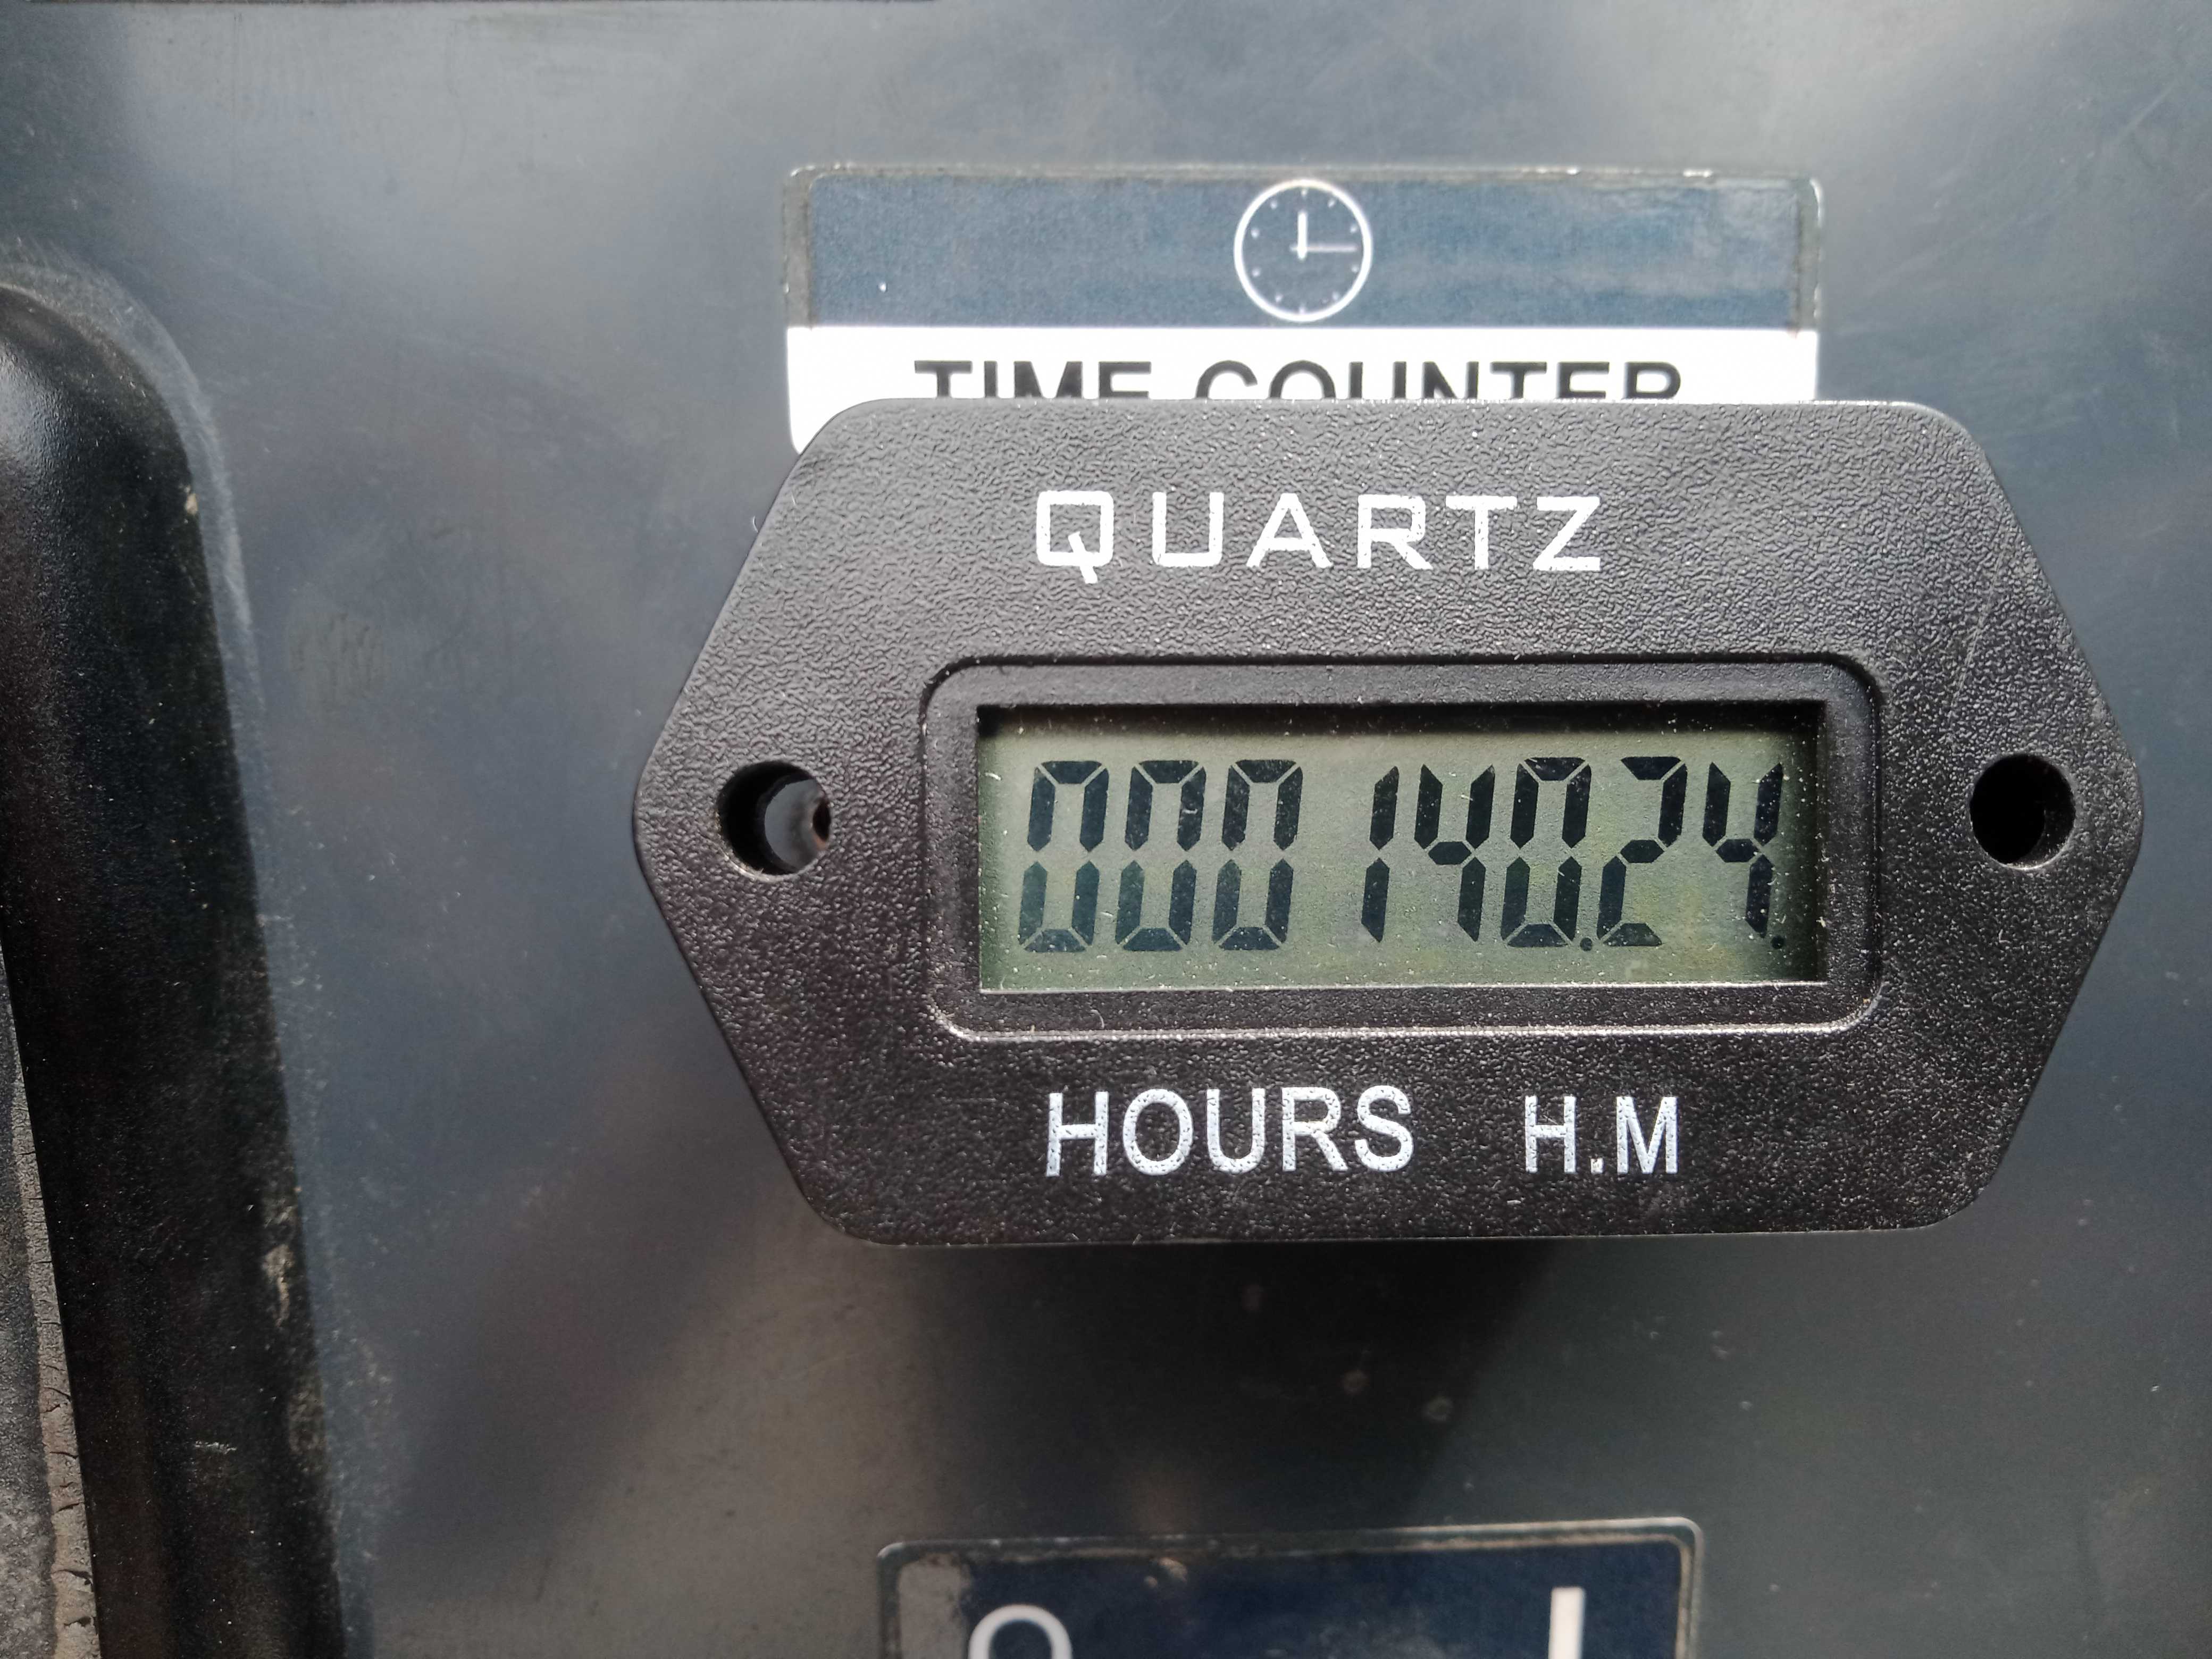 TIME COUNTER
QUARTZ
000140.24.
HOURS H.M